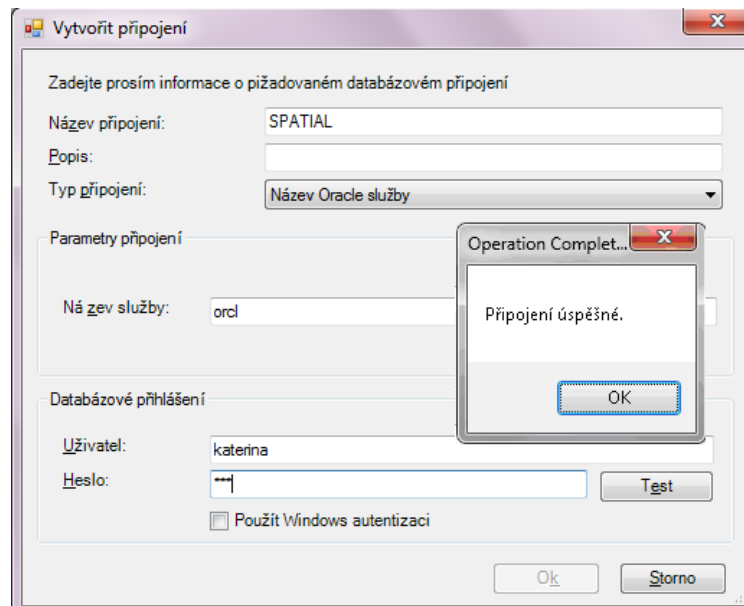 Vytvořit připojení
Zadejte prosím informace o pižadovaném databázovém připojení
Název připojení: SPATIAL
Popis:
Typ připojení: Název Oracle služby
Parametry připojení
Operation Complet...
Ná zev služby: orcl
Připojení úspěšné.
OK
Databázové přihlášení
Uživatel: katerina
Heslo: ***
Test
Použít Windows autentizaci
Ok Storno